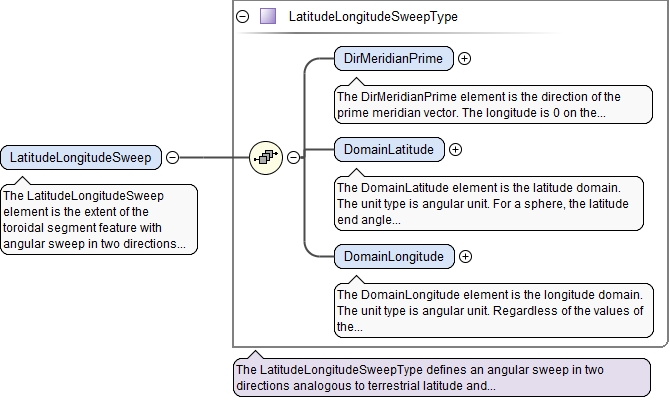 LatitudeLongitudeSweepType
DirMeridianPrime
The DirMeridianPrime element is the direction of the
prime meridian vector. The longitude is 0 on the...
LatitudeLongitudeSweep
The LatitudeLongitudeSweep
element is the extent of the
toroidal segment feature with
angular sweep in two directions...
DomainLatitude
The DomainLatitude element is the latitude domain.
The unit type is angular unit. For a sphere, the latitude
end angle...
DomainLongitude
The DomainLongitude element is the longitude domain.
The unit type is angular unit. Regardless of the values of
the...
The LatitudeLongitudeSweepType defines an angular sweep in two
directions analogous to terrestrial latitude and...